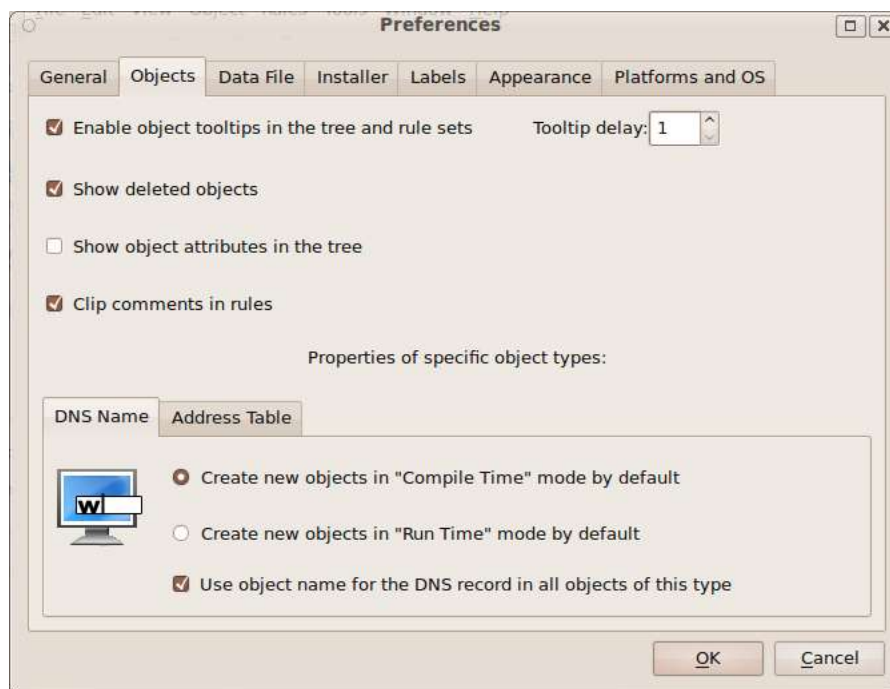 Preferences
General Objects Data File Installer Labels Appearance Platforms and OS
Enable object tooltips in the tree and rule sets Tooltip delay: 1
Show deleted objects
Show object attributes in the tree
Clip comments in rules
Properties of specific object types:
DNS Name Address Table
Create new objects in "Compile Time" mode by default
w
Create new objects in "Run Time" mode by default
Use object name for the DNS record in all objects of this type
OK Cancel